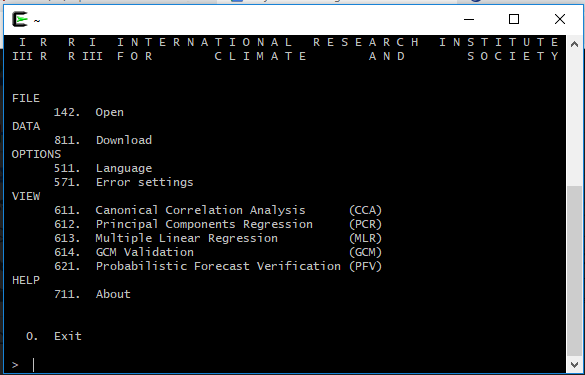 ~
I R   R R I   I N T E R N A T I O N A L   R E S E A R C H   I N S T I T U T E
III R   R III   F O R   C L I M A T E   A N D   S O C I E T Y
FILE
142.  Open
DATA
811.  Download
OPTIONS
511.  Language
571.  Error settings
VIEW
611.  Canonical Correlation Analysis      (CCA)
612.  Principal Components Regression     (PCR)
613.  Multiple Linear Regression          (MLR)
614.  GCM Validation                      (GCM)
621.  Probabilistic Forecast Verification (PFV)
HELP
711.  About
0.  Exit
>